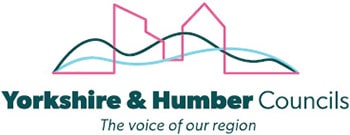 Yorkshire & Humber Councils
The voice of our region